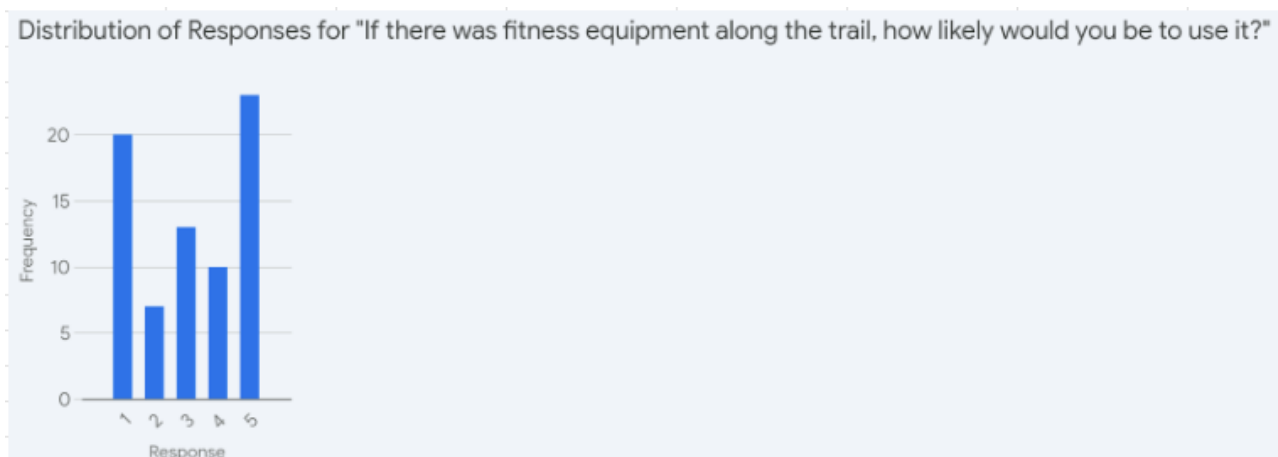 Distribution of Responses for "If there was fitness equipment along the trail, how likely would you be to use it?"
20
15
10
5
0
Frequency
1 2 3 4 5
Response